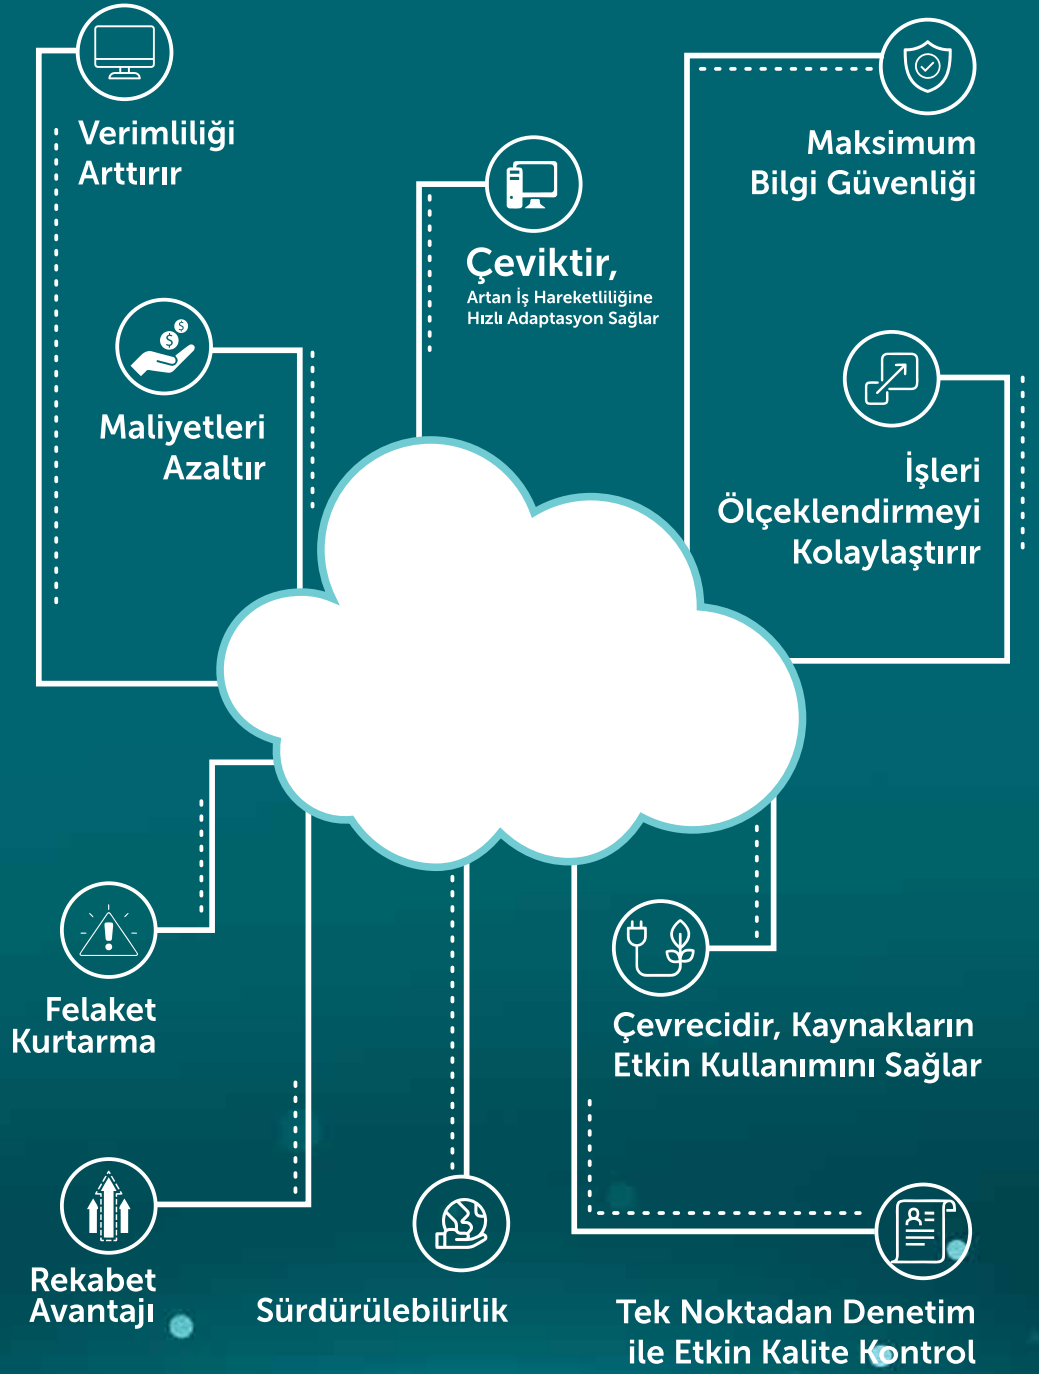 Verimliliği
Arttırır
Maksimum
Bilgi Güvenliği
Çeviktir,
Artan İş Hareketliliğine
Hızlı Adaptasyon Sağlar
Maliyetleri
Azaltır
İşleri
Ölçeklendirmeyi
Kolaylaştırır
Felaket
Kurtarma
Çevrecidir, Kaynakların
Etkin Kullanımını Sağlar
Rekabet
Avantajı
Sürdürülebilirlik
Tek Noktadan Denetim
ile Etkin Kalite Kontrol